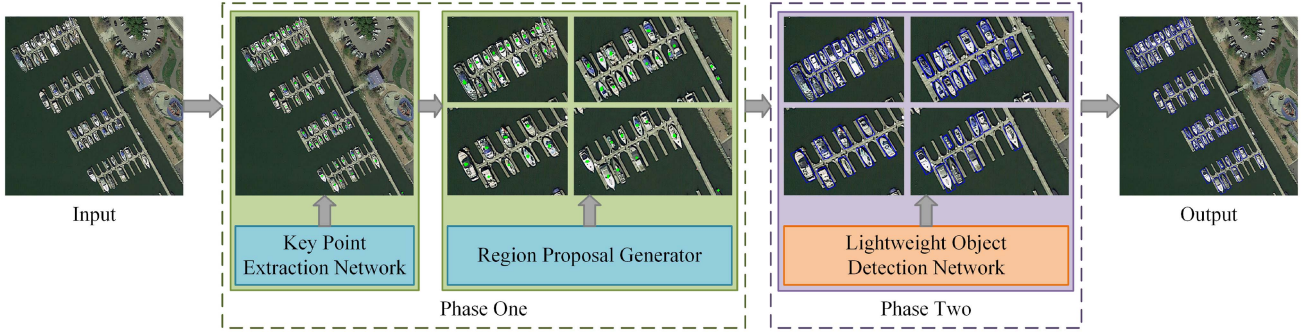 Input
Key Point
Extraction Network
Region Proposal Generator
Phase One
Lightweight Object
Detection Network
Phase Two
Output